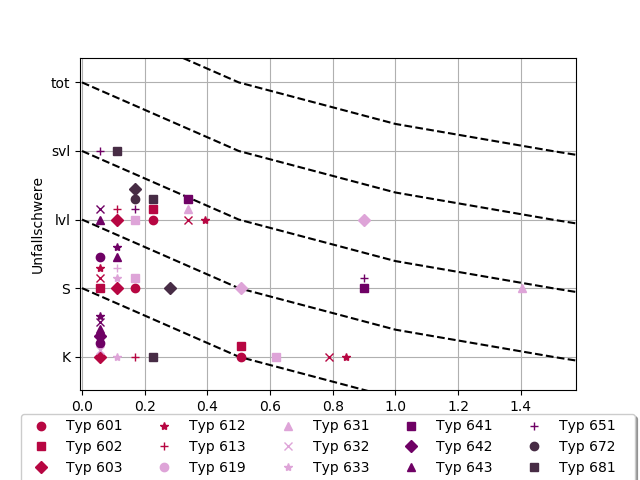 tot
svl
lvl
S
K
Unfallschwere
0.0 0.2 0.4 0.6 0.8 1.0 1.2 1.4
Typ 601 Typ 612 Typ 631 Typ 641 Typ 651
Typ 602 Typ 613 Typ 632 Typ 642 Typ 672
Typ 603 Typ 619 Typ 633 Typ 643 Typ 681